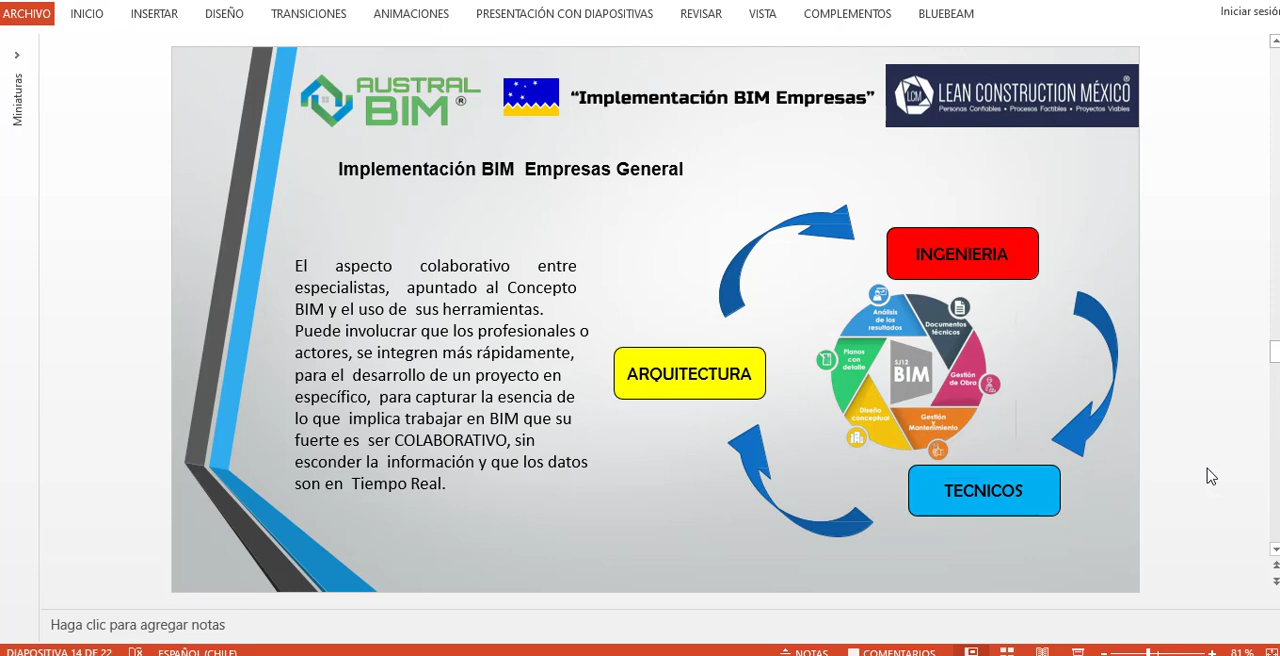 ARCHIVO INICIO INSERTAR DISEÑO TRANSICIONES ANIMACIONES PRESENTACIÓN CON DIAPOSITIVAS REVISAR VISTA COMPLEMENTOS BLUEBEAM Iniciar sesión
Miniaturas
AUSTRAL
BIM ®
“Implementación BIM Empresas”
LCM
LEAN CONSTRUCTION MÉXICO ®
Personas Confiables • Procesos Factibles • Proyectos Viables
Implementación BIM Empresas General
El aspecto colaborativo entre
especialistas, apuntado al Concepto
BIM y el uso de sus herramientas.
Puede involucrar que los profesionales o
actores, se integren más rápidamente,
para el desarrollo de un proyecto en
específico, para capturar la esencia de
lo que implica trabajar en BIM que su
fuerte es ser COLABORATIVO, sin
esconder la información y que los datos
son en Tiempo Real.
INGENIERIA
ARQUITECTURA
TECNICOS
Análisis
de los
resultados
Documentos
técnicos
Planos
con
detalle
BIM
Gestión
de Obra
Diseño
conceptual
Gestión
y
Mantenimiento
Haga clic para agregar notas
DIAPOSITIVA 14 DE 22 ESPAÑOL (CHILE) NOTAS COMENTARIOS 81 %